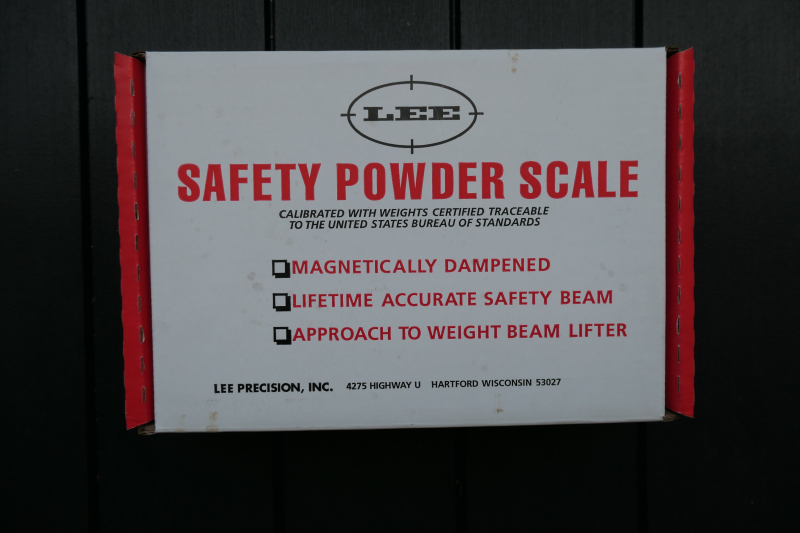 LEE
SAFETY POWDER SCALE
CALIBRATED WITH WEIGHTS CERTIFIED TRACEABLE
TO THE UNITED STATES BUREAU OF STANDARDS
MAGNETICALLY DAMPENED
LIFETIME ACCURATE SAFETY BEAM
APPROACH TO WEIGHT BEAM LIFTER
LEE PRECISION, INC. 4275 HIGHWAY U HARTFORD WISCONSIN 53027